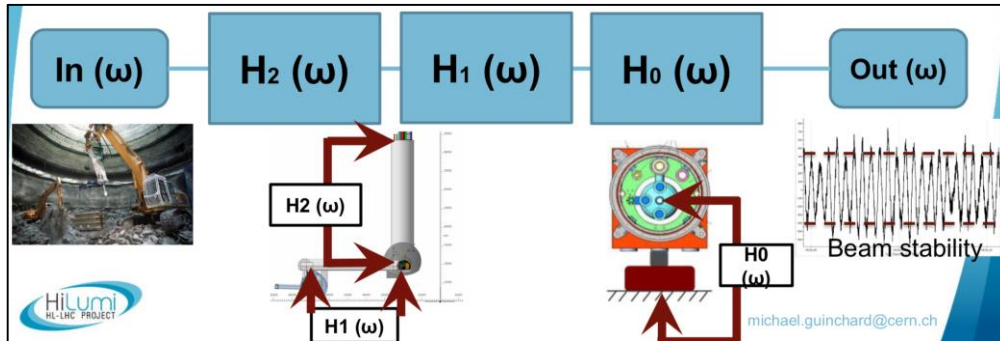 In (ω)
H2 (ω)
H1 (ω)
H0 (ω)
Out (ω)
H2 (ω)
H1 (ω)
H0
(ω)
Beam stability
HiLumi
HL-LHC PROJECT
michael.guinchard@cern.ch